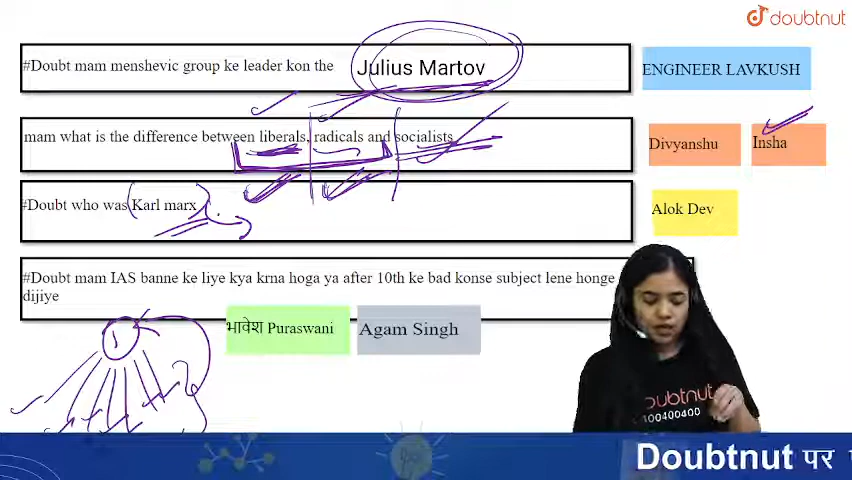 doubtnut
#Doubt mam menshevic group ke leader kon the
Julius Martov
ENGINEER LAVKUSH
mam what is the difference between liberals, radicals and socialists
Divyanshu
Insha
#Doubt who was Karl marx
Alok Dev
#Doubt mam IAS banne ke liye kya krna hoga ya after 10th ke bad konse subject lene honge
dijiye
भावेश Puraswani
Agam Singh
doubtnut
100400400
Doubtnut पर